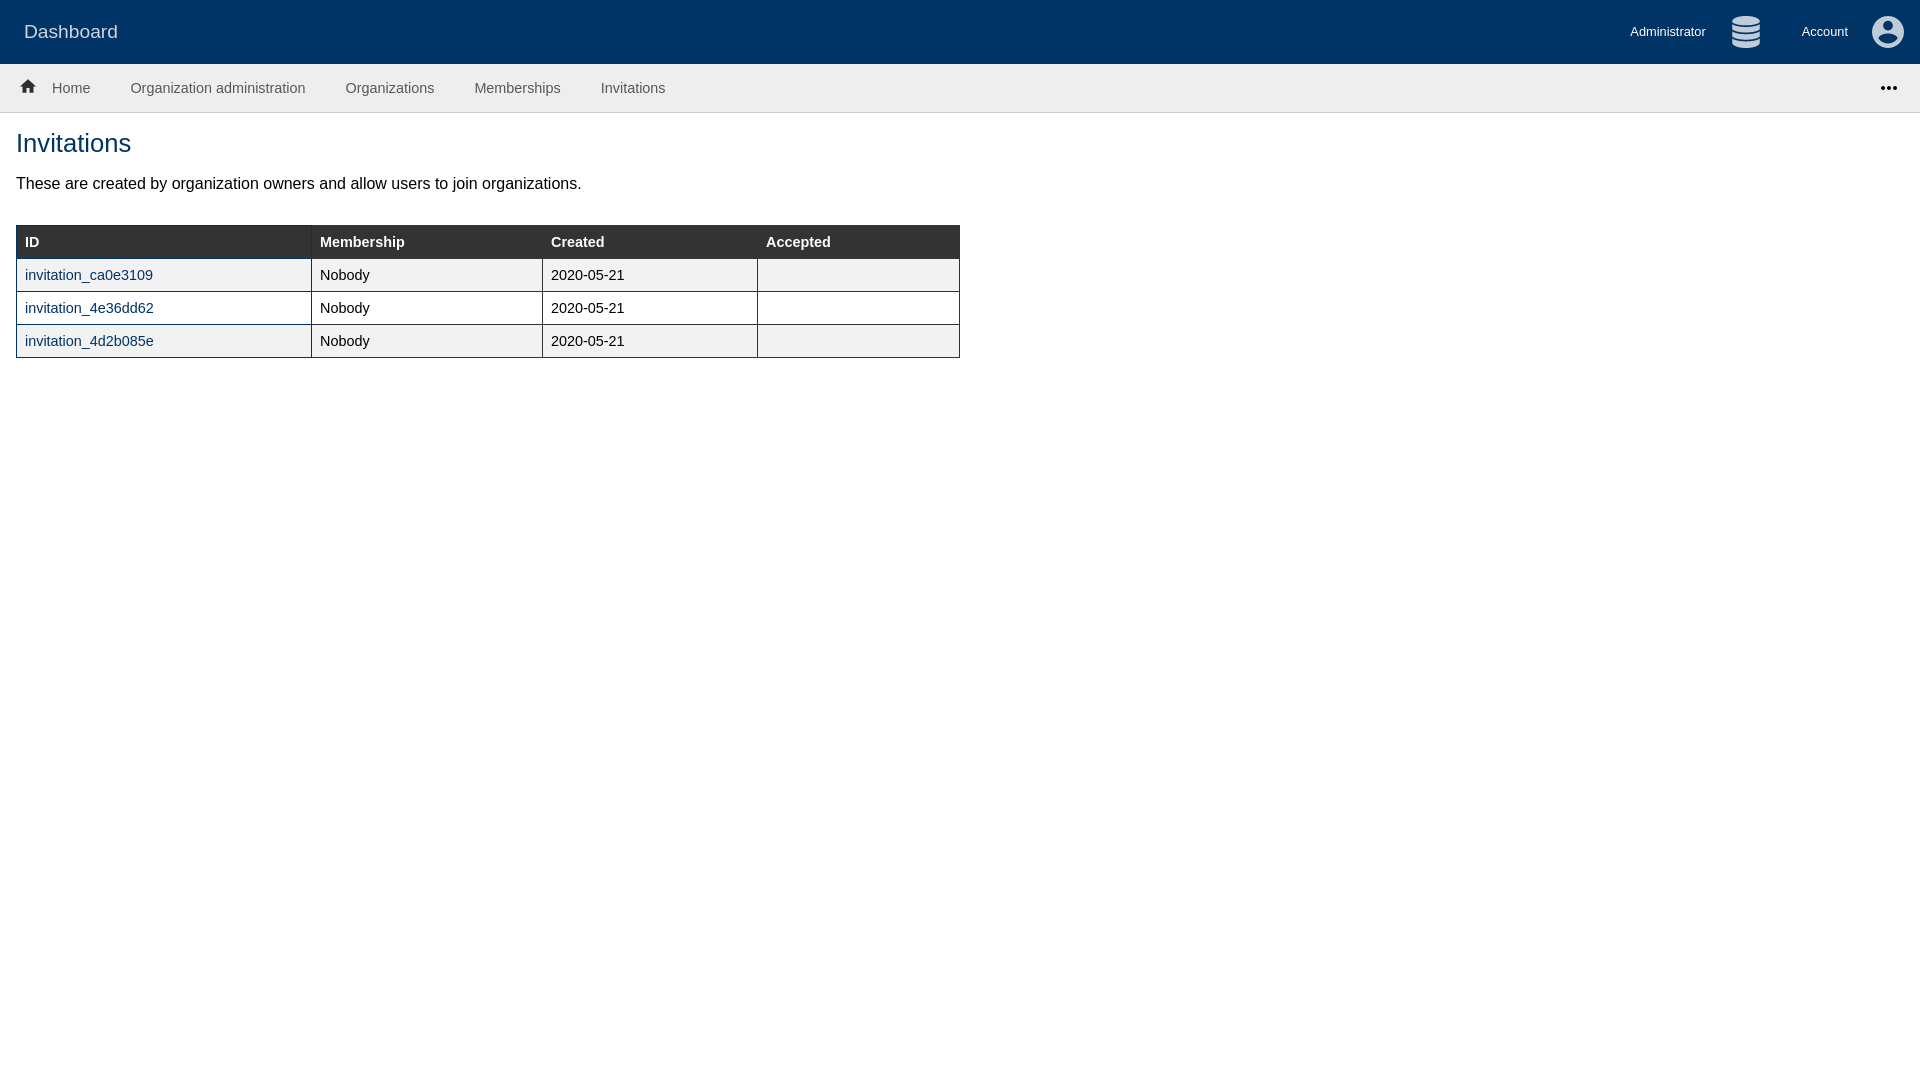 Dashboard
Administrator
Account
Home
Organization administration
Organizations
Memberships
Invitations
Invitations
These are created by organization owners and allow users to join organizations.
ID Membership Created Accepted
invitation_ca0e3109 Nobody 2020-05-21
invitation_4e36dd62 Nobody 2020-05-21
invitation_4d2b085e Nobody 2020-05-21